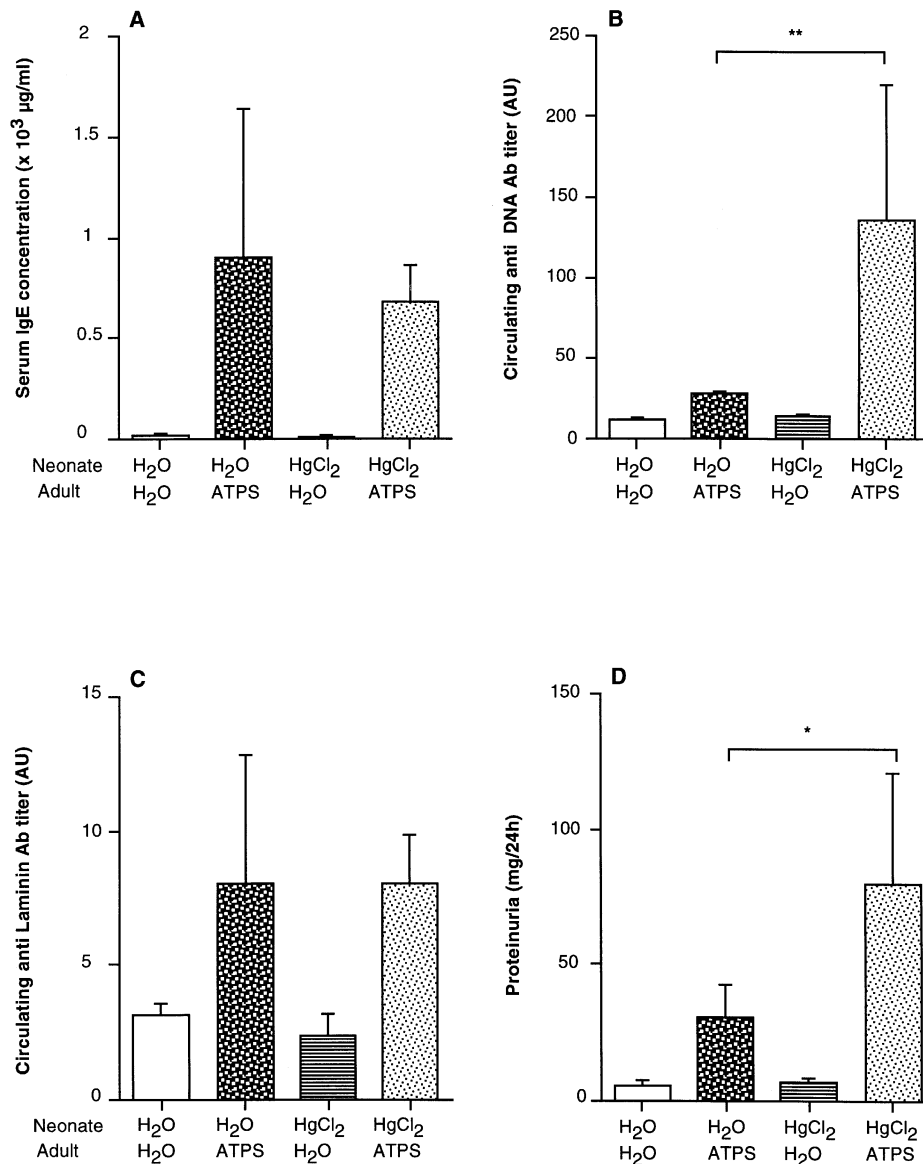 A
Serum IgE concentration (x 10³ µg/ml)
2
1.5
1
0.5
0
Neonate H₂O H₂O HgCl₂ HgCl₂
Adult H₂O ATPS H₂O ATPS
B
Circulating anti DNA Ab titer (AU)
**
250
200
150
100
50
0
H₂O H₂O HgCl₂ HgCl₂
H₂O ATPS H₂O ATPS
C
Circulating anti Laminin Ab titer (AU)
15
10
5
0
Neonate H₂O H₂O HgCl₂ HgCl₂
Adult H₂O ATPS H₂O ATPS
D
Proteinuria (mg/24h)
*
150
100
50
0
H₂O H₂O HgCl₂ HgCl₂
H₂O ATPS H₂O ATPS